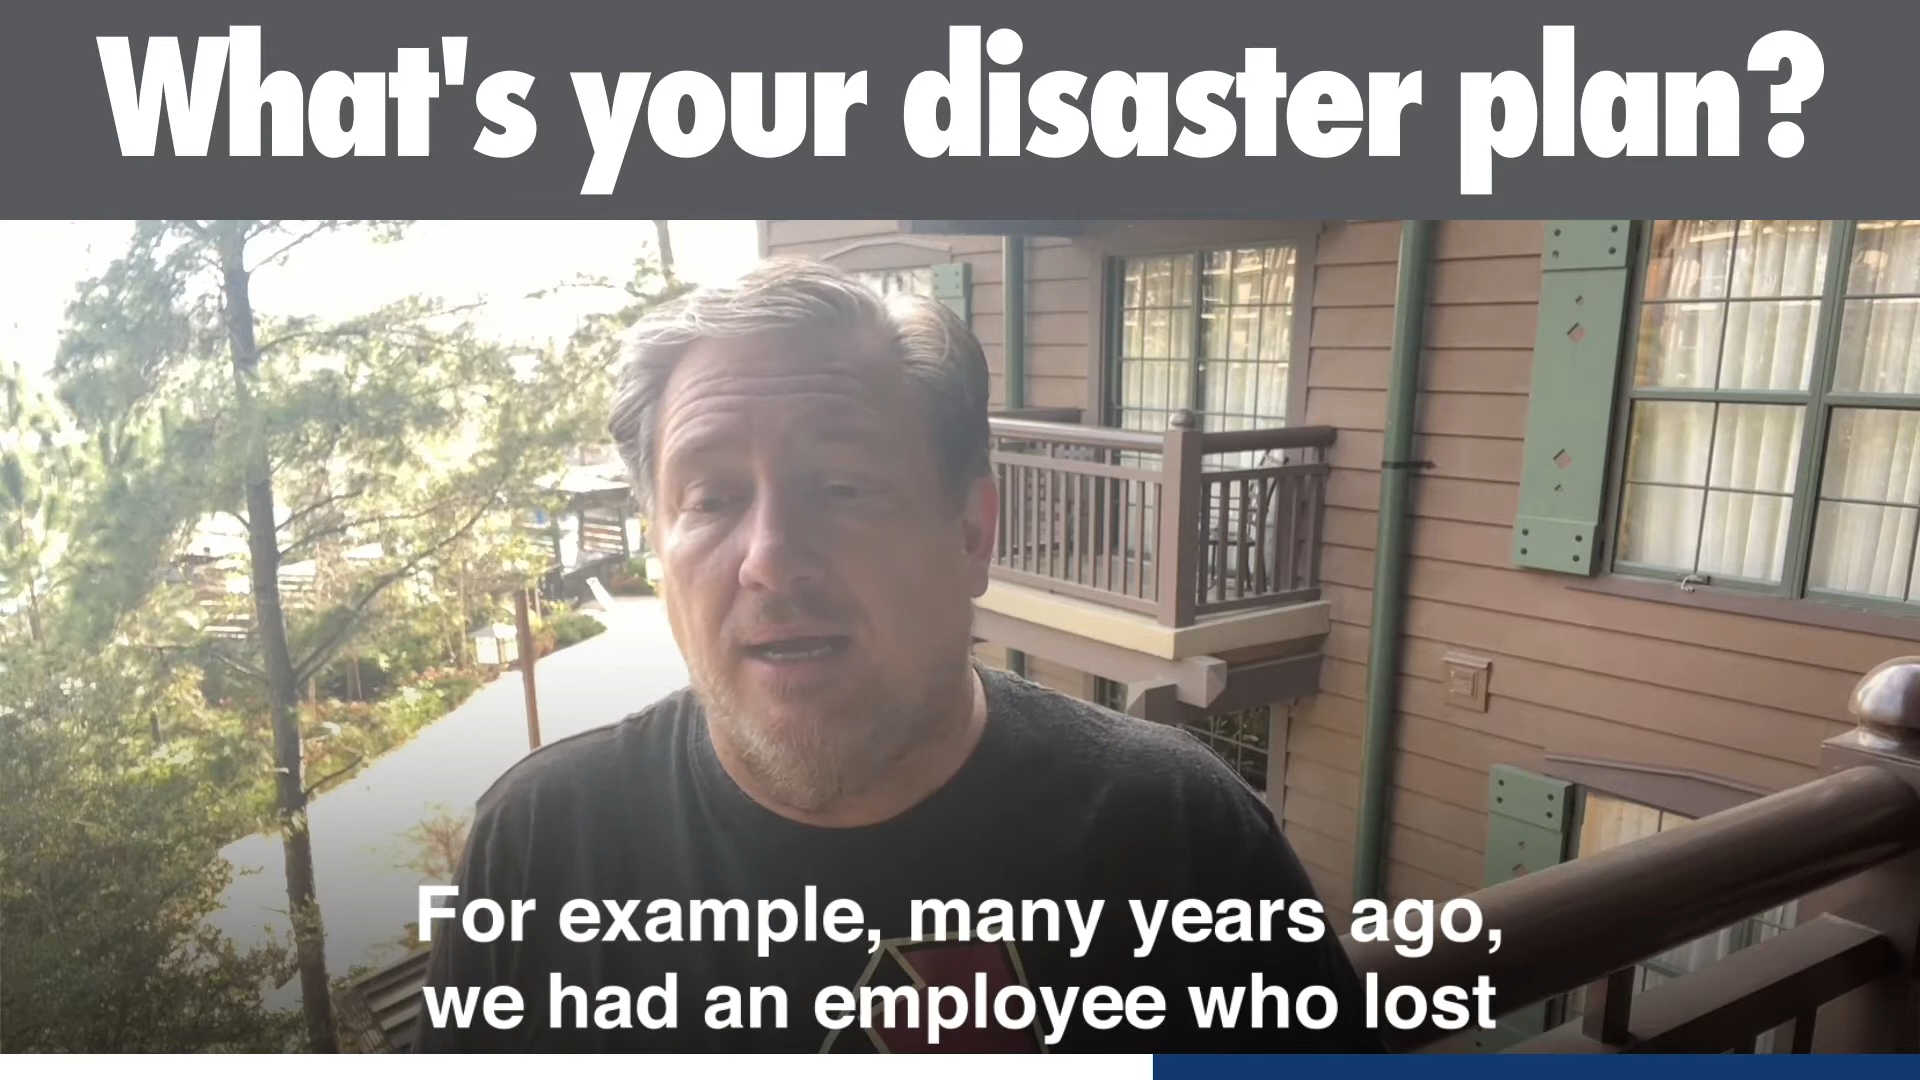 What's your disaster plan?
For example, many years ago,
we had an employee who lost